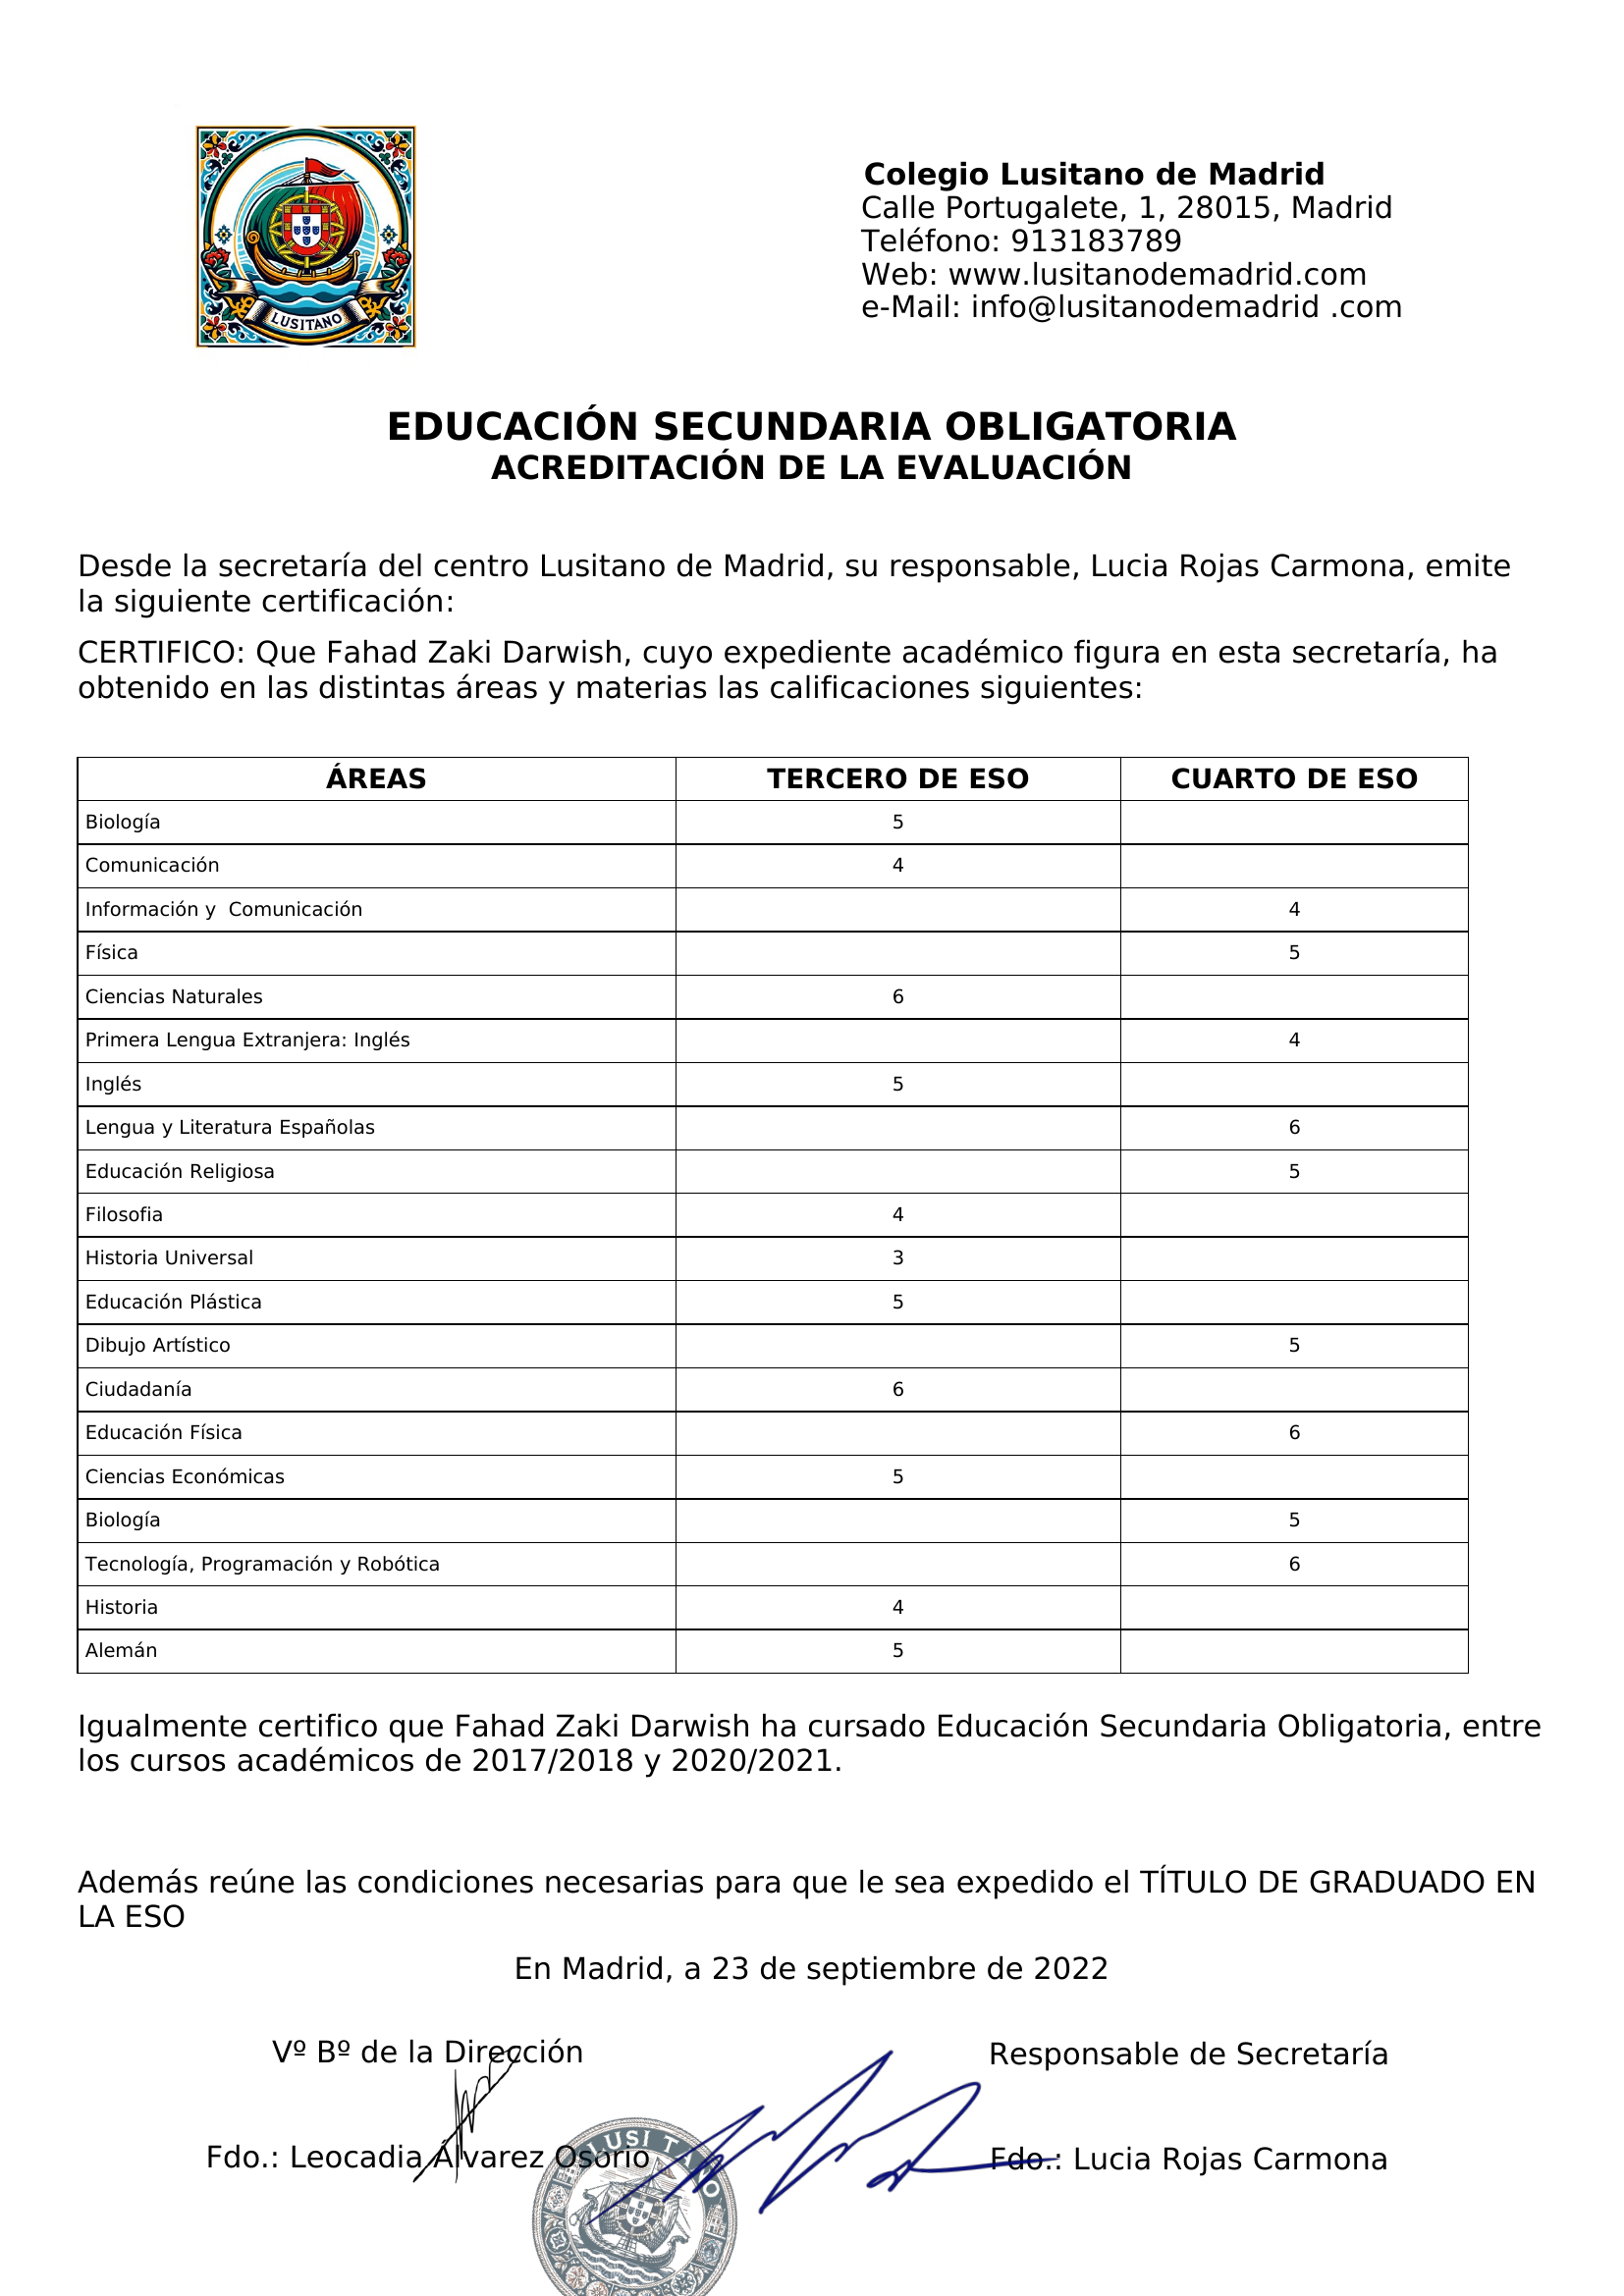 LUSITANO
Colegio Lusitano de Madrid
Calle Portugalete, 1, 28015, Madrid
Teléfono: 913183789
Web: www.lusitanodemadrid.com
e-Mail: info@lusitanodemadrid .com
EDUCACIÓN SECUNDARIA OBLIGATORIA
ACREDITACIÓN DE LA EVALUACIÓN
Desde la secretaría del centro Lusitano de Madrid, su responsable, Lucia Rojas Carmona, emite
la siguiente certificación:
CERTIFICO: Que Fahad Zaki Darwish, cuyo expediente académico figura en esta secretaría, ha
obtenido en las distintas áreas y materias las calificaciones siguientes:
ÁREAS TERCERO DE ESO CUARTO DE ESO
Biología 5
Comunicación 4
Información y  Comunicación 4
Física 5
Ciencias Naturales 6
Primera Lengua Extranjera: Inglés 4
Inglés 5
Lengua y Literatura Españolas 6
Educación Religiosa 5
Filosofia 4
Historia Universal 3
Educación Plástica 5
Dibujo Artístico 5
Ciudadanía 6
Educación Física 6
Ciencias Económicas 5
Biología 5
Tecnología, Programación y Robótica 6
Historia 4
Alemán 5
Igualmente certifico que Fahad Zaki Darwish ha cursado Educación Secundaria Obligatoria, entre
los cursos académicos de 2017/2018 y 2020/2021.
Además reúne las condiciones necesarias para que le sea expedido el TÍTULO DE GRADUADO EN
LA ESO
En Madrid, a 23 de septiembre de 2022
Vº Bº de la Dirección Responsable de Secretaría
Fdo.: Leocadia Álvarez Osorio Fdo.: Lucia Rojas Carmona
LUSITANO